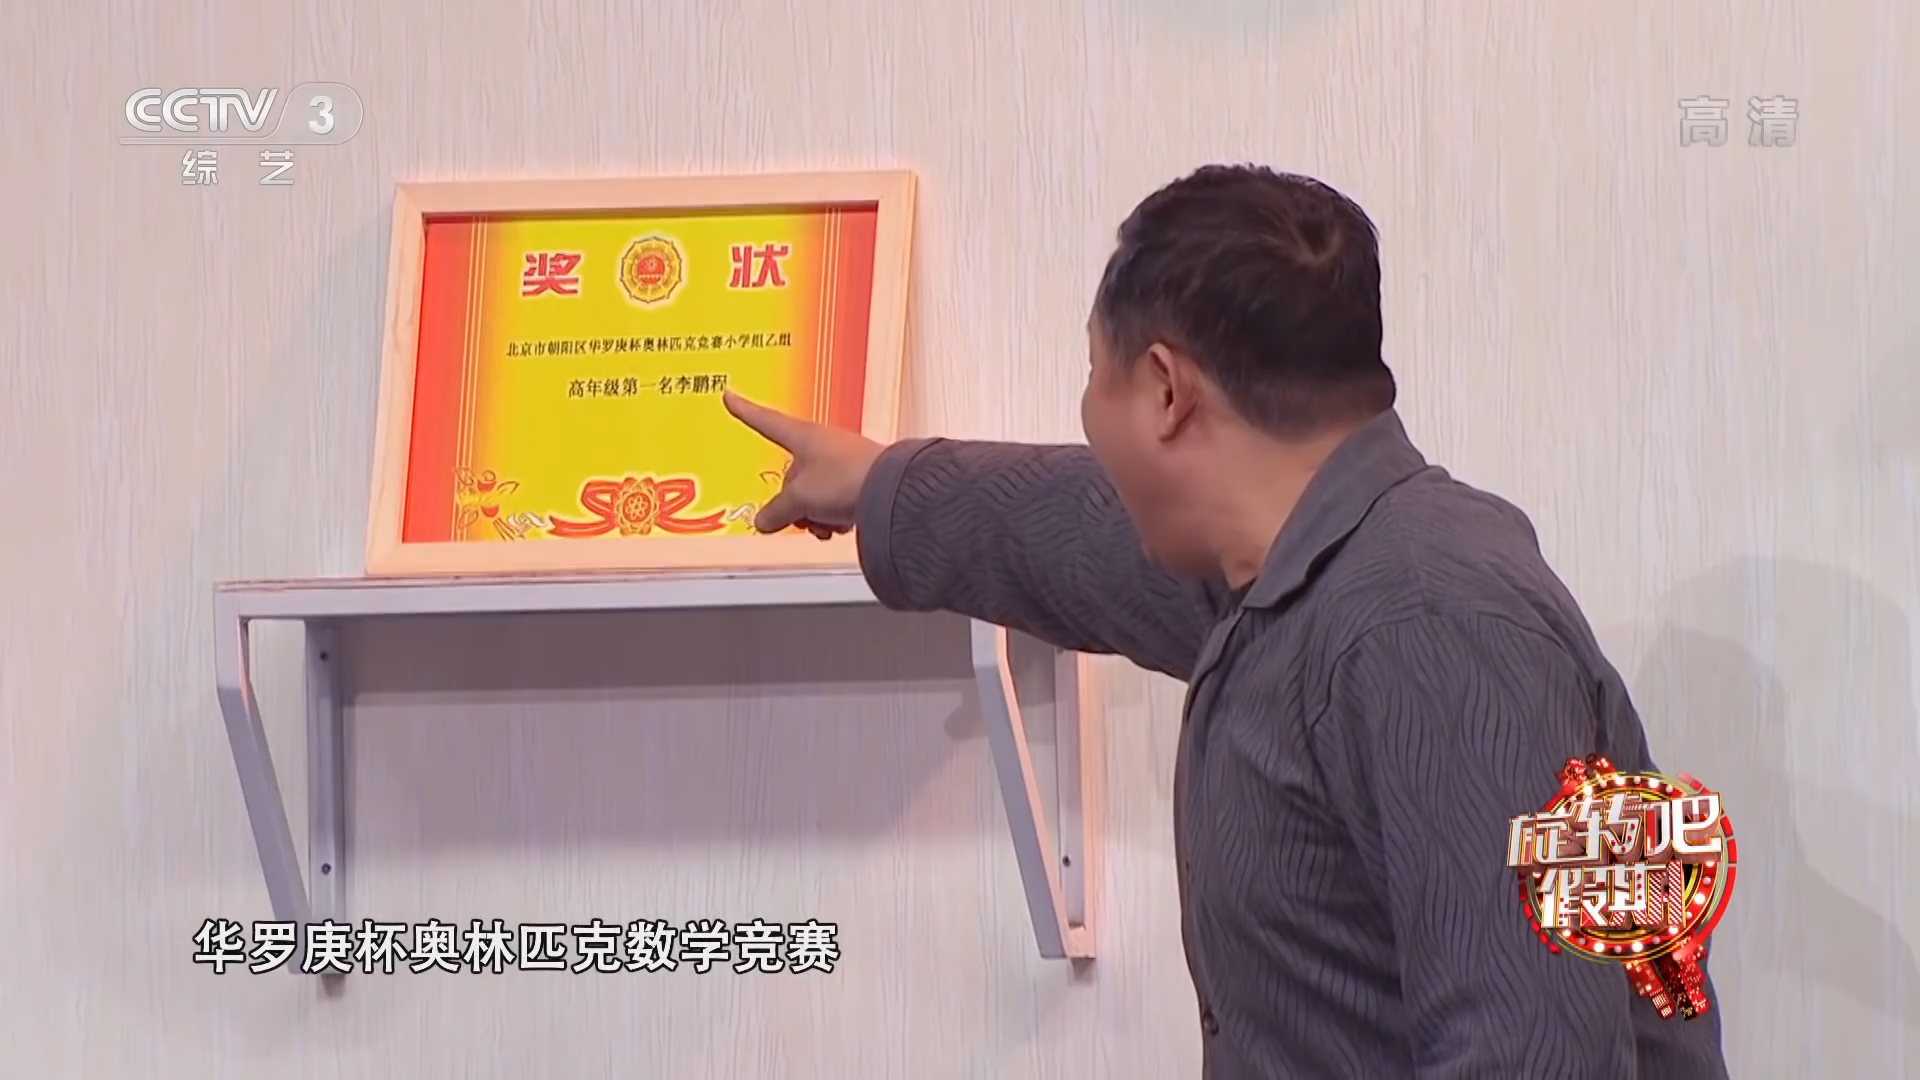 CCTV 3
综艺
高清
奖 状
北京市朝阳区华罗庚杯奥林匹克竞赛小学组乙组
高年级第一名李鹏程
旋转吧
假期
华罗庚杯奥林匹克数学竞赛